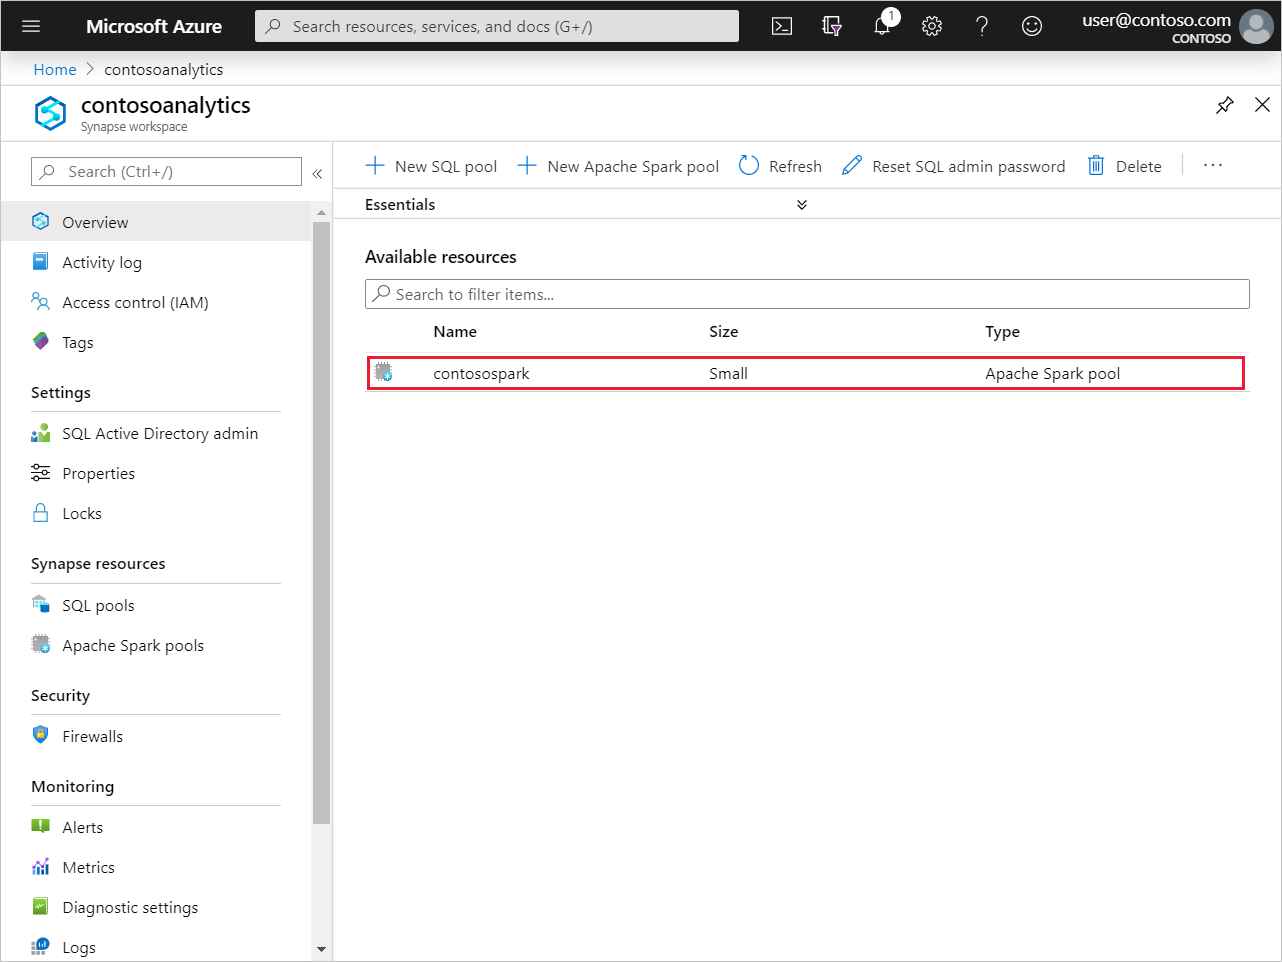 Microsoft Azure
Search resources, services, and docs (G+/)
1
user@contoso.com
CONTOSO
Home > contosoanalytics
contosoanalytics
Synapse workspace
Search (Ctrl+/)
«
New SQL pool
New Apache Spark pool
Refresh
Reset SQL admin password
Delete
...
Essentials
Available resources
Search to filter items...
Name Size Type
contosospark Small Apache Spark pool
Overview
Activity log
Access control (IAM)
Tags
Settings
SQL Active Directory admin
Properties
Locks
Synapse resources
SQL pools
Apache Spark pools
Security
Firewalls
Monitoring
Alerts
Metrics
Diagnostic settings
Logs